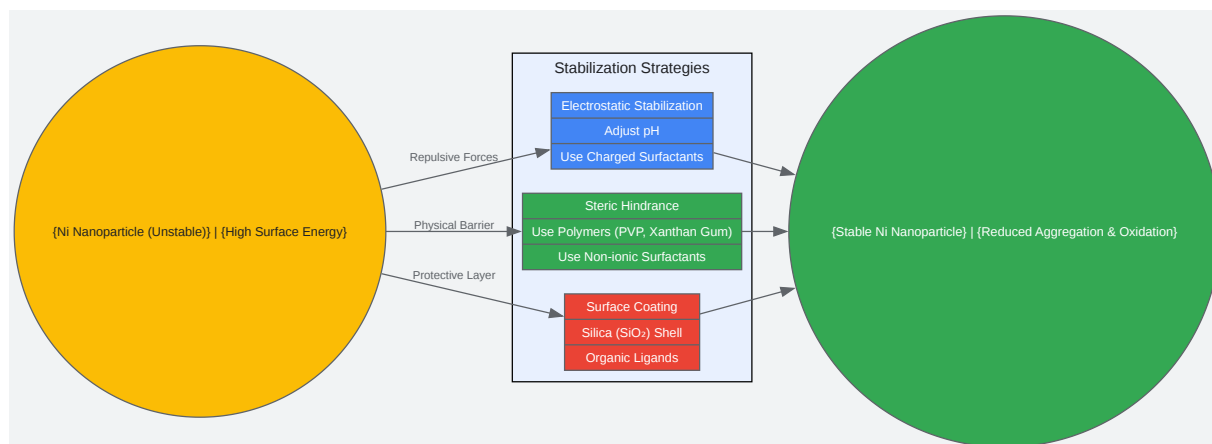 {Ni Nanoparticle (Unstable)} | {High Surface Energy}
Repulsive Forces
Physical Barrier
Protective Layer
Stabilization Strategies
Electrostatic Stabilization
Adjust pH
Use Charged Surfactants
Steric Hindrance
Use Polymers (PVP, Xanthan Gum)
Use Non-ionic Surfactants
Surface Coating
Silica (SiO₂) Shell
Organic Ligands
{Stable Ni Nanoparticle} | {Reduced Aggregation & Oxidation}